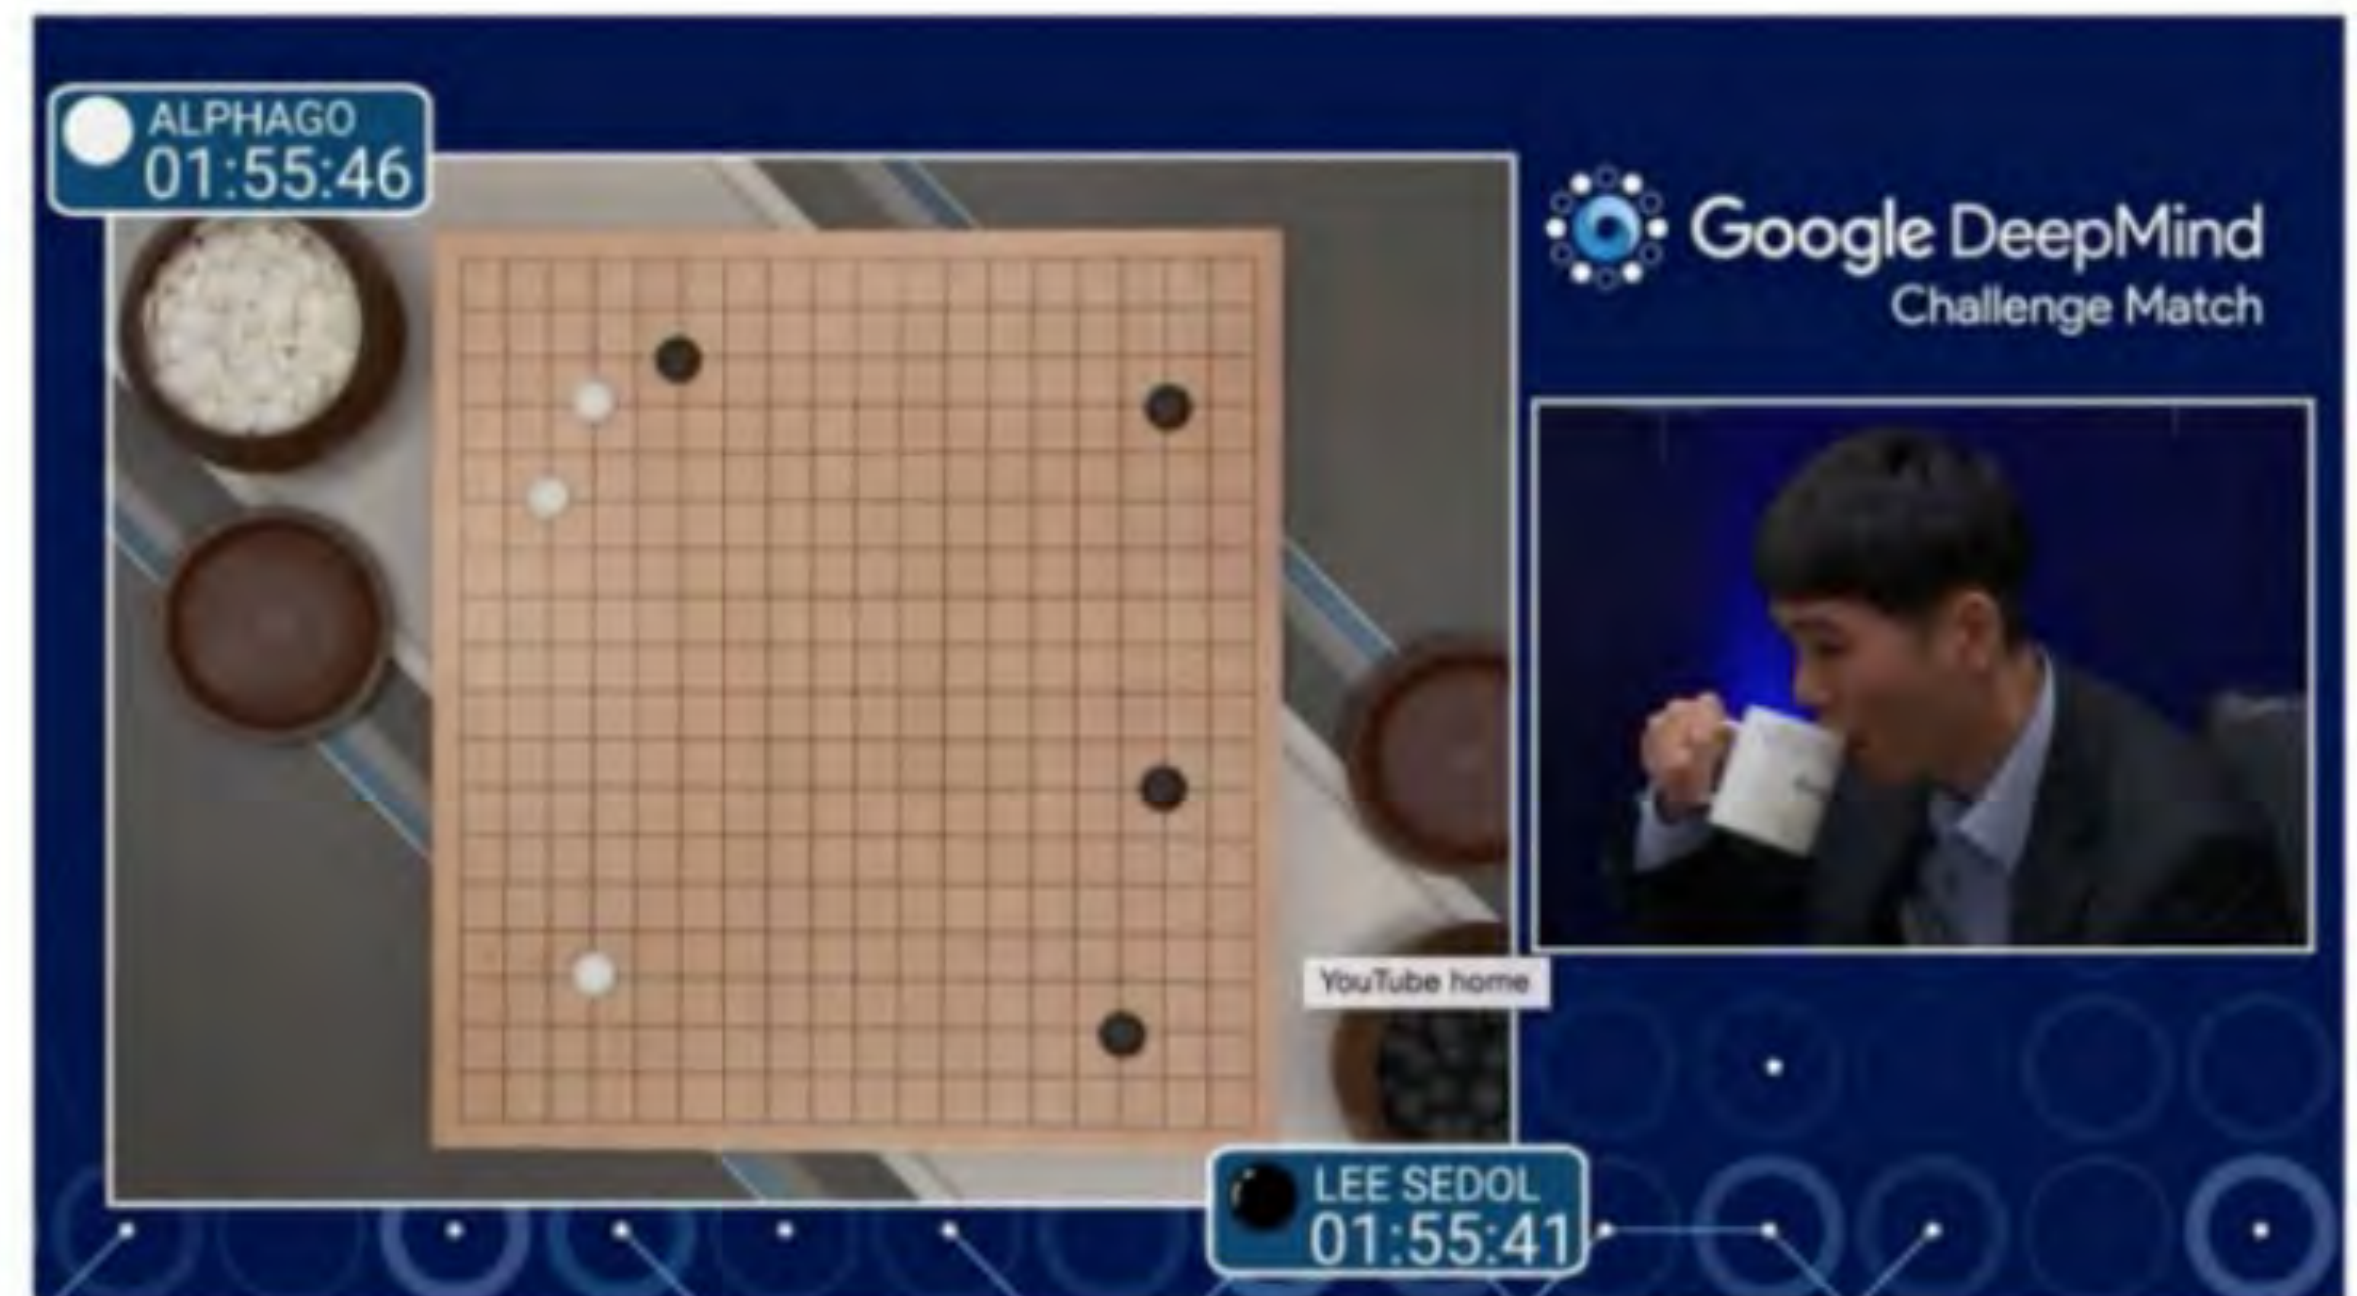 ALPHAGO
01:55:46
Google DeepMind
Challenge Match
YouTube home
LEE SEDOL
01:55:41